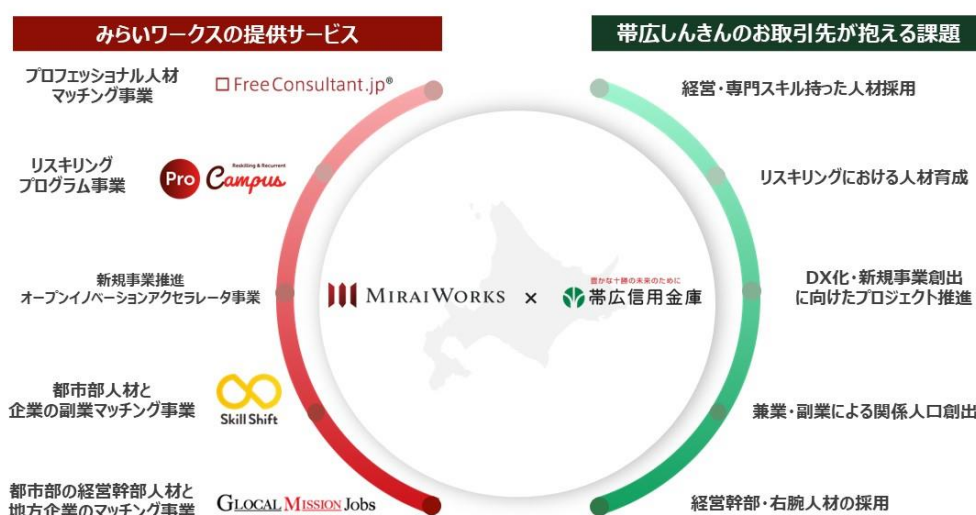 みらいワークスの提供サービス
帯広しんきんのお取引先が抱える課題
プロフェッショナル人材
マッチング事業
FreeConsultant.jp®
経営・専門スキル持った人材採用
リスキリング
プログラム事業
Pro
Reskilling & Recurrent
Campus
リスキリングにおける人材育成
新規事業推進
オープンイノベーションアクセラレータ事業
MIRAIWORKS
×
豊かな十勝の未来のために
帯広信用金庫
DX化・新規事業創出
に向けたプロジェクト推進
都市部人材と
企業の副業マッチング事業
Skill Shift
兼業・副業による関係人口創出
都市部の経営幹部人材と
地方企業のマッチング事業
GLOCAL MISSION Jobs
経営幹部・右腕人材の採用